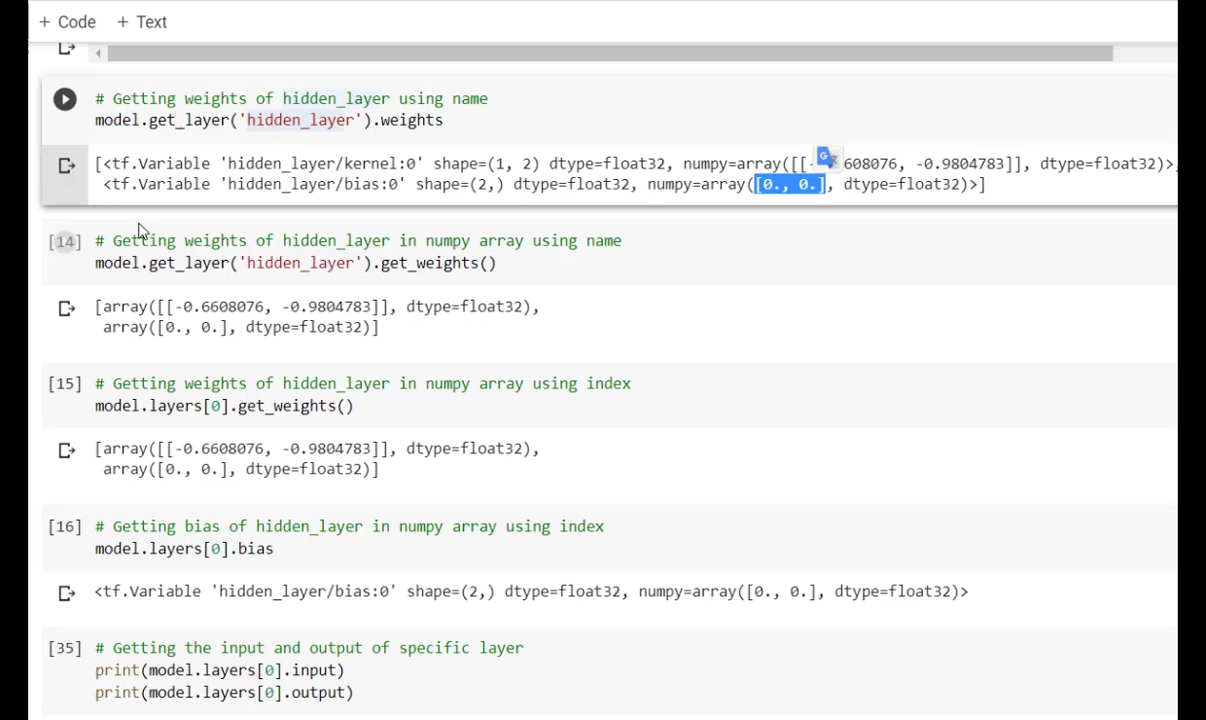 + Code + Text
# Getting weights of hidden_layer using name
model.get_layer('hidden_layer').weights
[<tf.Variable 'hidden_layer/kernel:0' shape=(1, 2) dtype=float32, numpy=array([[- 608076, -0.9804783]], dtype=float32)>,
<tf.Variable 'hidden_layer/bias:0' shape=(2,) dtype=float32, numpy=array([0., 0.], dtype=float32)>]
[14] # Getting weights of hidden_layer in numpy array using name
model.get_layer('hidden_layer').get_weights()
[array([[-0.6608076, -0.9804783]], dtype=float32),
array([0., 0.], dtype=float32)]
[15] # Getting weights of hidden_layer in numpy array using index
model.layers[0].get_weights()
[array([[-0.6608076, -0.9804783]], dtype=float32),
array([0., 0.], dtype=float32)]
[16] # Getting bias of hidden_layer in numpy array using index
model.layers[0].bias
<tf.Variable 'hidden_layer/bias:0' shape=(2,) dtype=float32, numpy=array([0., 0.], dtype=float32)>
[35] # Getting the input and output of specific layer
print(model.layers[0].input)
print(model.layers[0].output)